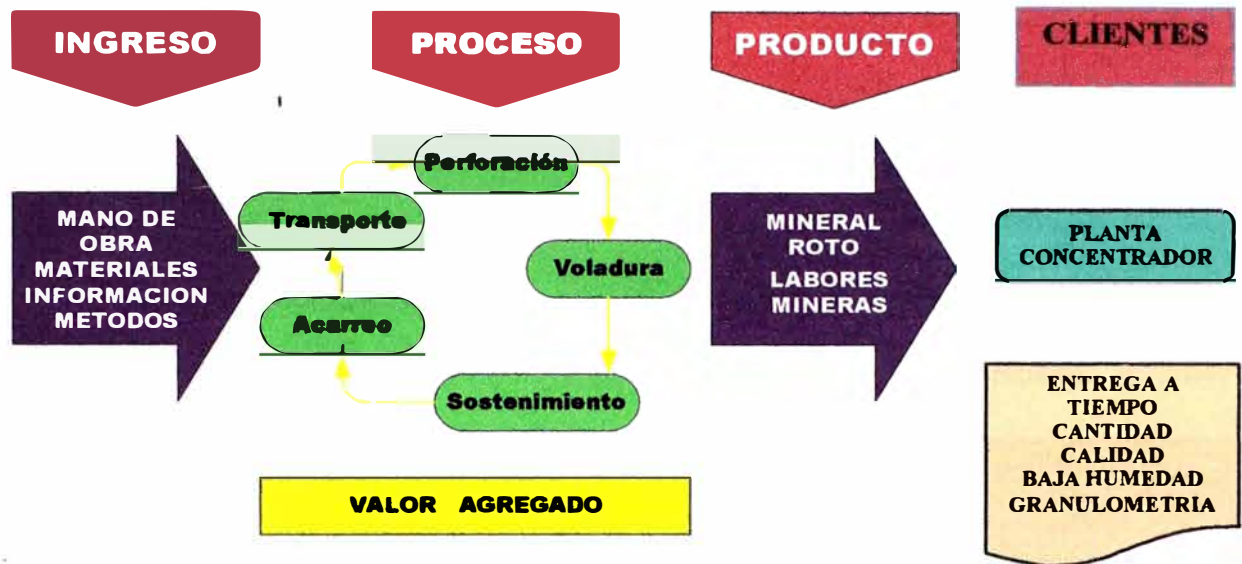 INGRESO
PROCESO
PRODUCTO
CLIENTES
MANO DE
OBRA
MATERIALES
INFORMACION
METODOS
Perforación
Transporte
Voladura
Acarreo
Sostenimiento
VALOR AGREGADO
MINERAL
ROTO
LABORES
MINERAS
PLANTA
CONCENTRADOR
ENTREGA A
TIEMPO
CANTIDAD
CALIDAD
BAJA HUMEDAD
GRANULOMETRIA